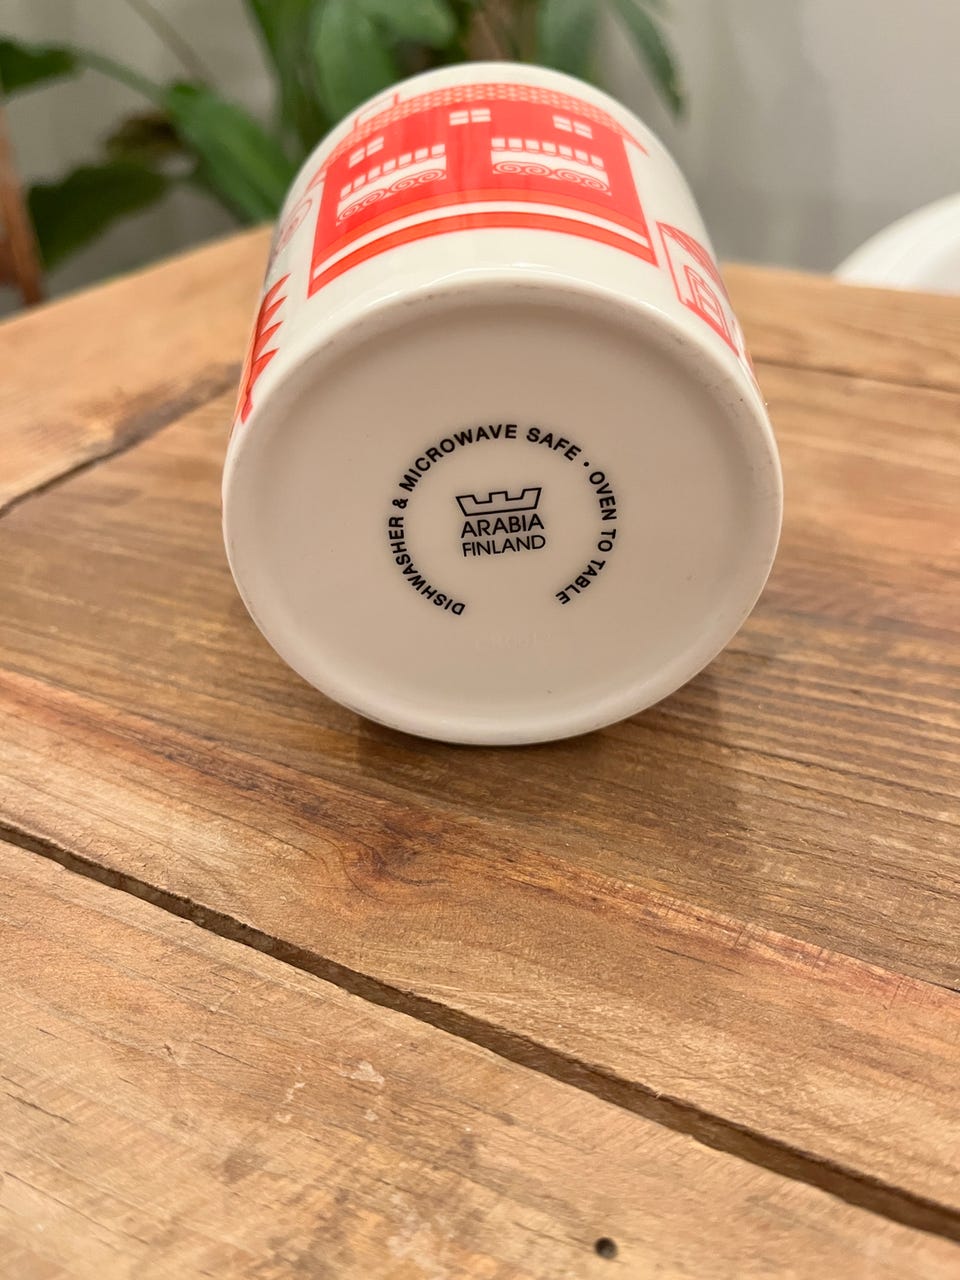 DISHWASHER & MICROWAVE SAFE · OVEN TO TABLE
ARABIA
FINLAND